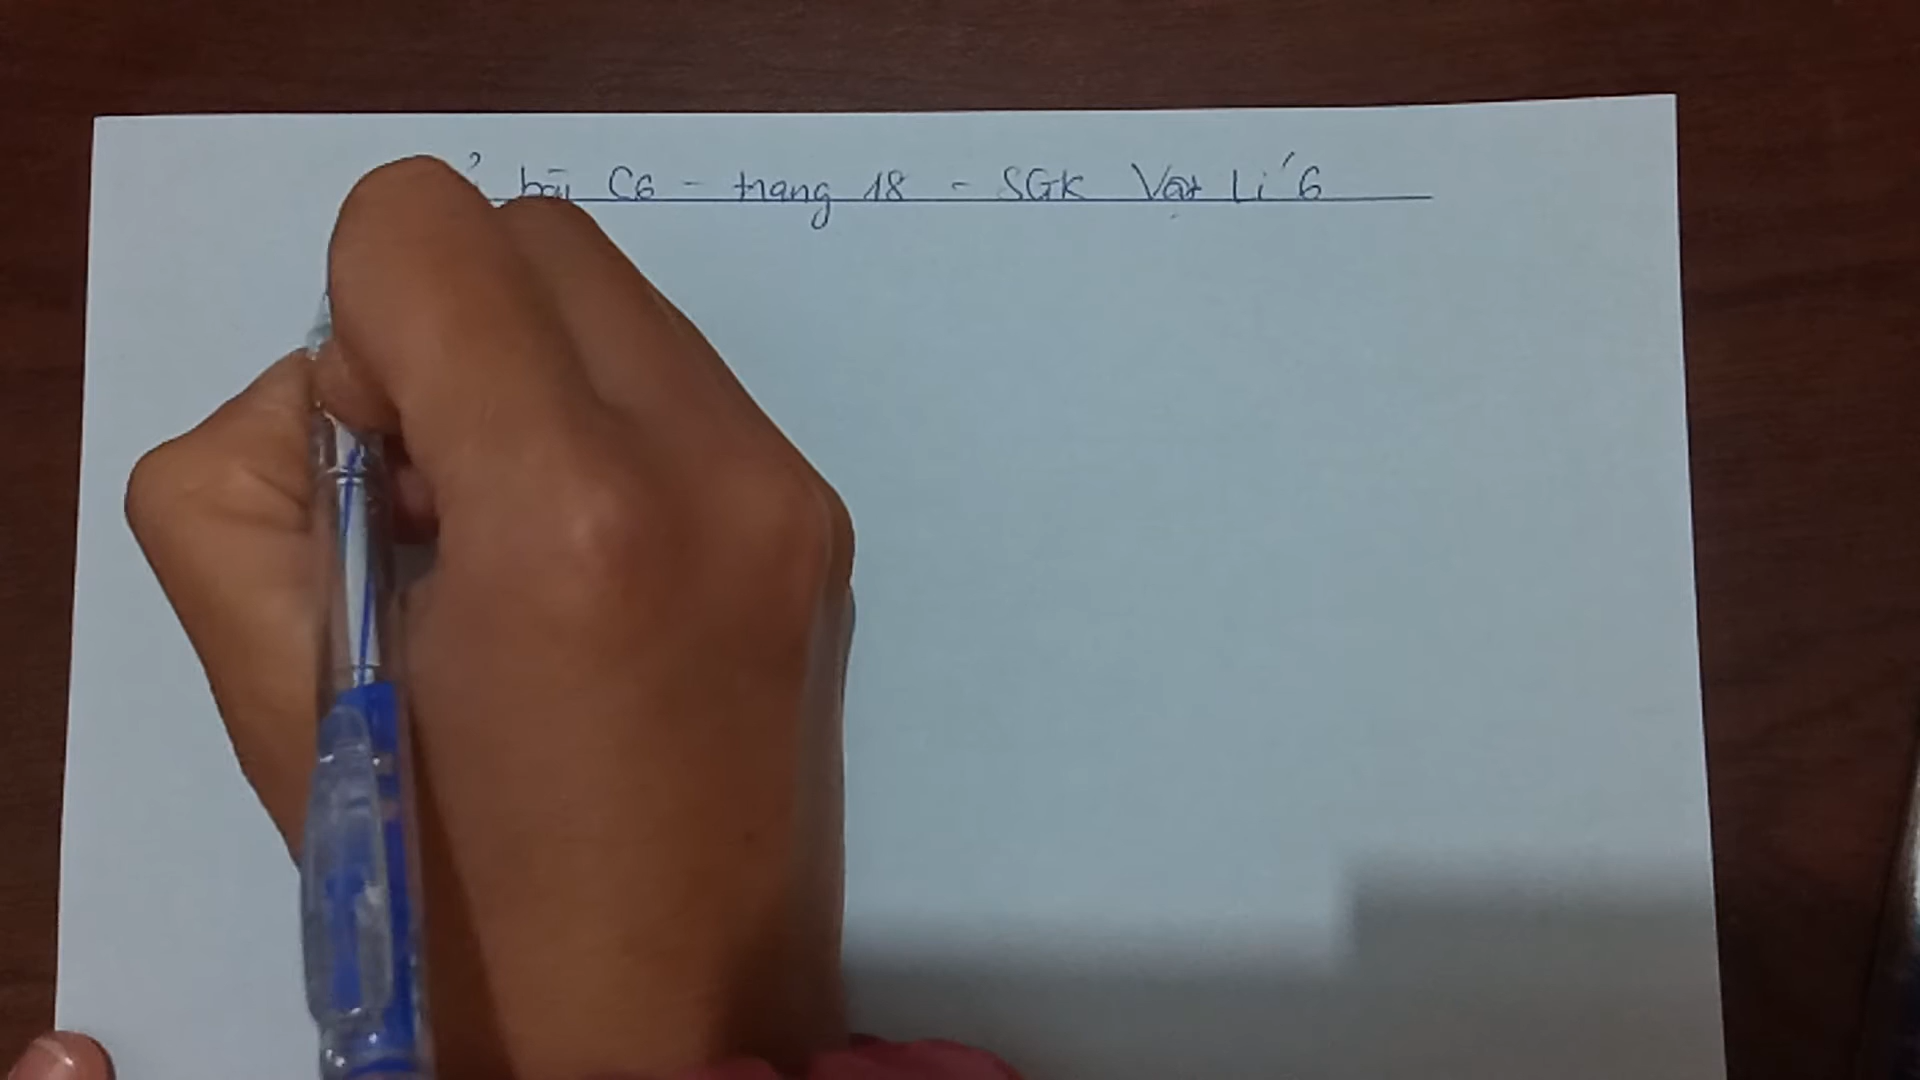 bài C6 - trang 18 - SGK Vật Lí 6